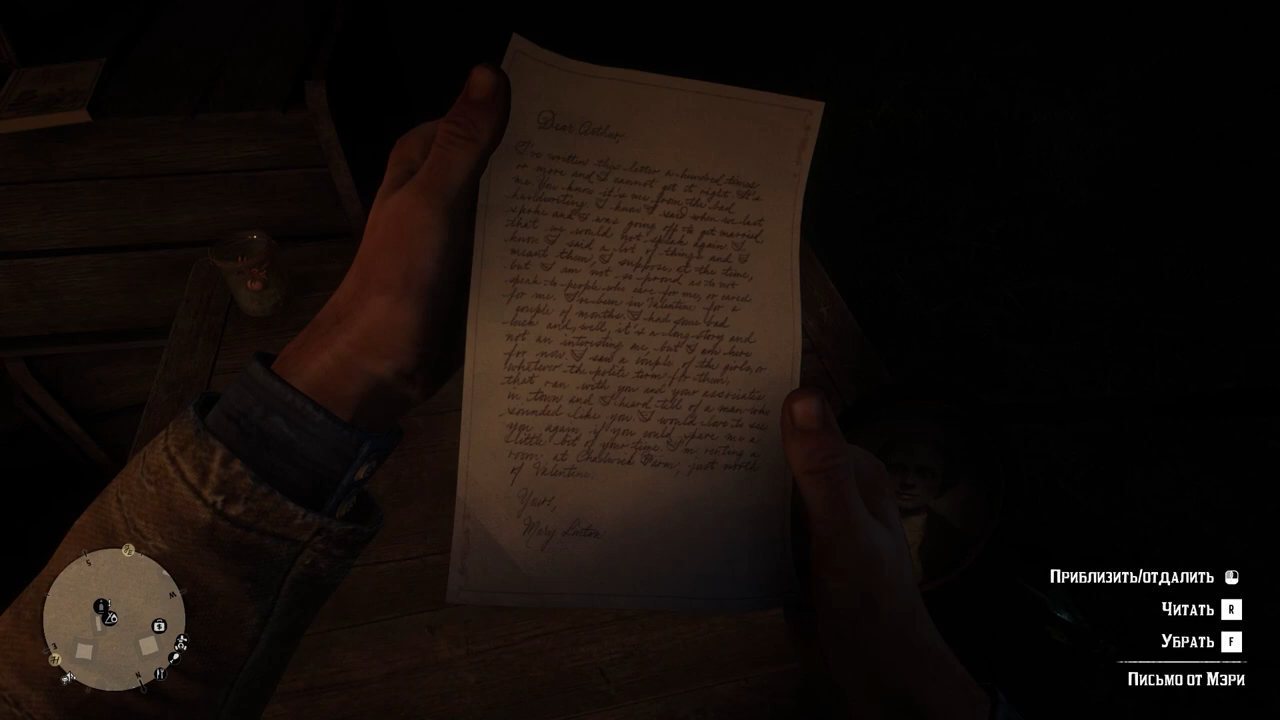 Dear Arthur,
I've written this letter a hundred times
or more and I cannot get it right. It's
me. You know it's me from the bad
handwriting. I know I said when we last
spoke and I was going off to get married
that we would not speak again. I
know I said a lot of things and I
meant them, I suppose, at the time,
but I am not so proud as to not
speak to people who care for me, or cared
for me. I've been in Valentine for a
couple of months. I had some bad
luck and, well, it's a long story and
not an interesting one, but I am here
for now. I saw a couple of the girls, or
whatever the polite term for them,
that ran with you and your associates
in town and I heard tell of a man who
sounded like you. I would love to see
you again, if you could spare me a
little bit of your time. I'm renting a
room at Chadwick Farm, just north
of Valentine.
Yours,
Mary Linton
Приблизить/отдалить
Читать R
Убрать F
Письмо от Мэри